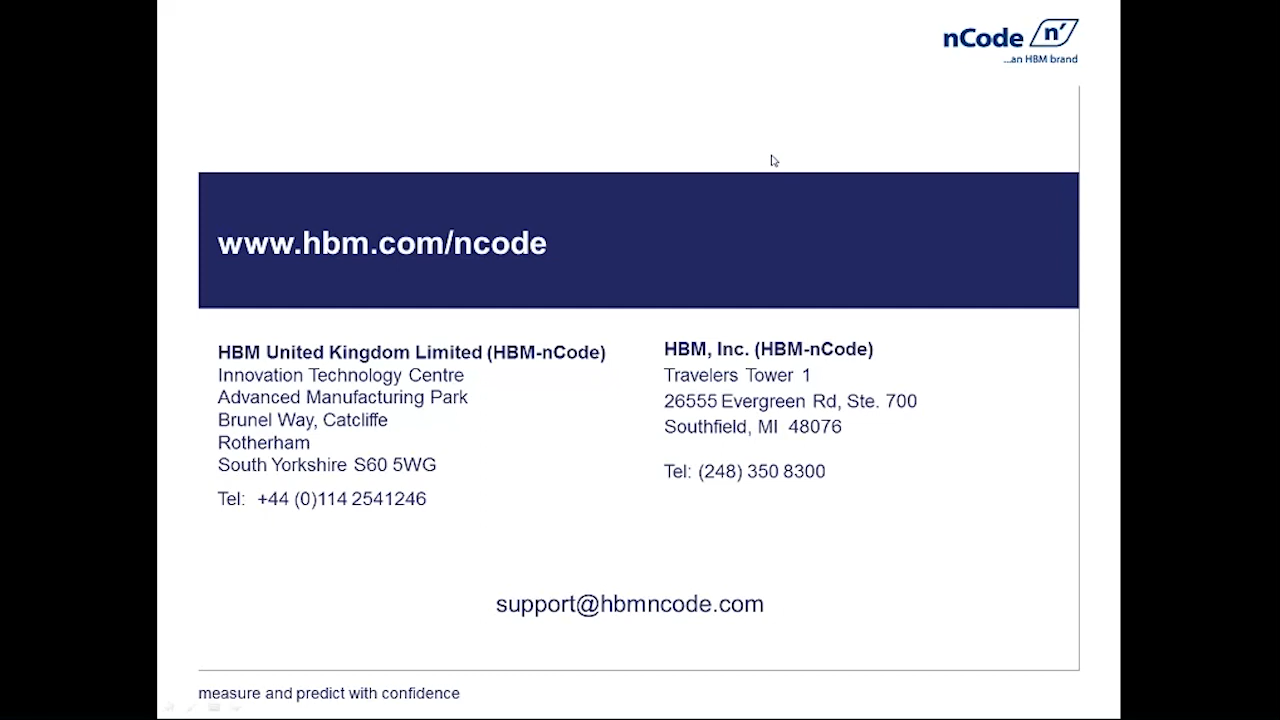 nCode n'
...an HBM brand
www.hbm.com/ncode
HBM United Kingdom Limited (HBM-nCode)
Innovation Technology Centre
Advanced Manufacturing Park
Brunel Way, Catcliffe
Rotherham
South Yorkshire S60 5WG
Tel: +44 (0)114 2541246
HBM, Inc. (HBM-nCode)
Travelers Tower 1
26555 Evergreen Rd, Ste. 700
Southfield, MI 48076
Tel: (248) 350 8300
support@hbmncode.com
measure and predict with confidence